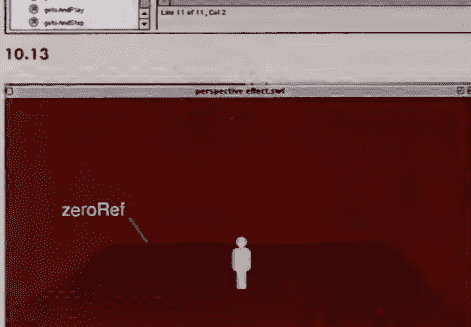 gotoAndPlay
gotoAndStop
Line 11 of 11, Col 2
10.13
perspective effect.swf
zeroRef